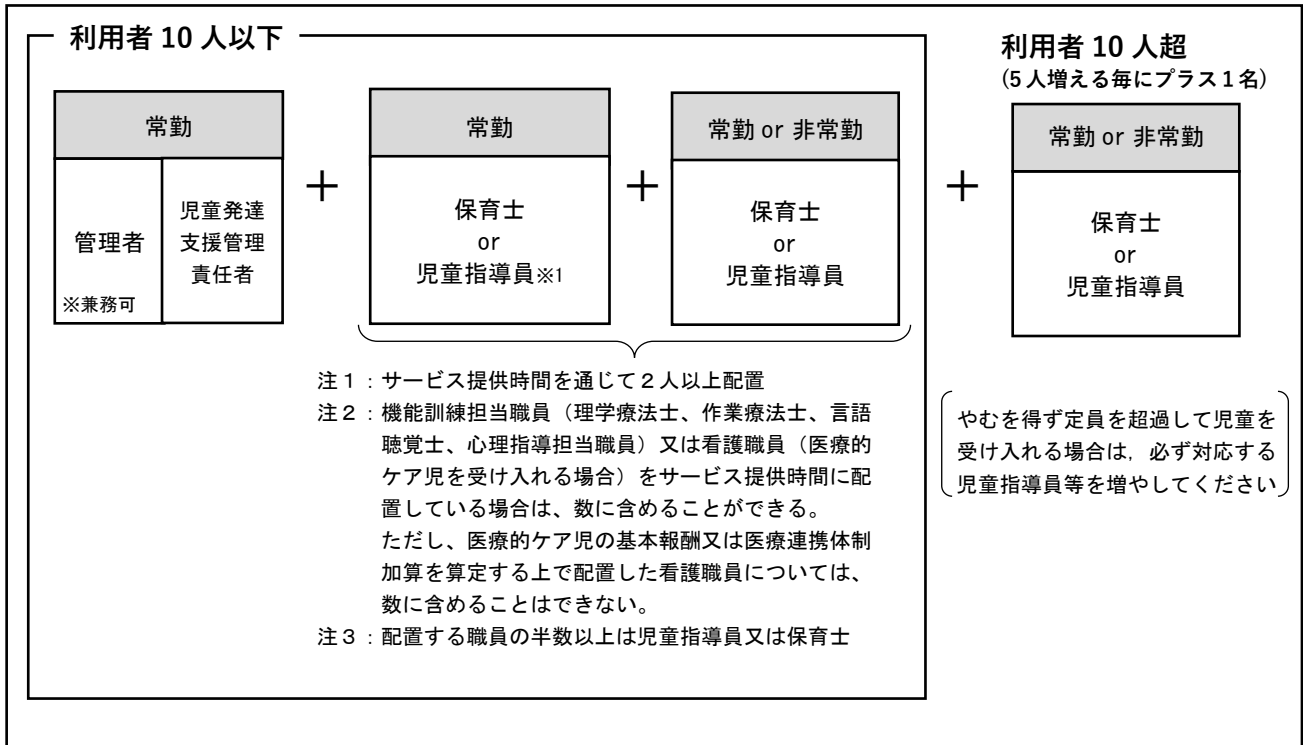 利用者 10 人以下
常勤
管理者
※兼務可
児童発達
支援管理
責任者
＋
常勤
保育士
or
児童指導員※1
＋
常勤 or 非常勤
保育士
or
児童指導員
注１：サービス提供時間を通じて２人以上配置
注２：機能訓練担当職員（理学療法士、作業療法士、言語
聴覚士、心理指導担当職員）又は看護職員（医療的
ケア児を受け入れる場合）をサービス提供時間に配
置している場合は、数に含めることができる。
ただし、医療的ケア児の基本報酬又は医療連携体制
加算を算定する上で配置した看護職員については、
数に含めることはできない。
注３：配置する職員の半数以上は児童指導員又は保育士
＋
利用者 10 人超
(５人増える毎にプラス１名)
常勤 or 非常勤
保育士
or
児童指導員
やむを得ず定員を超過して児童を
受け入れる場合は，必ず対応する
児童指導員等を増やしてください